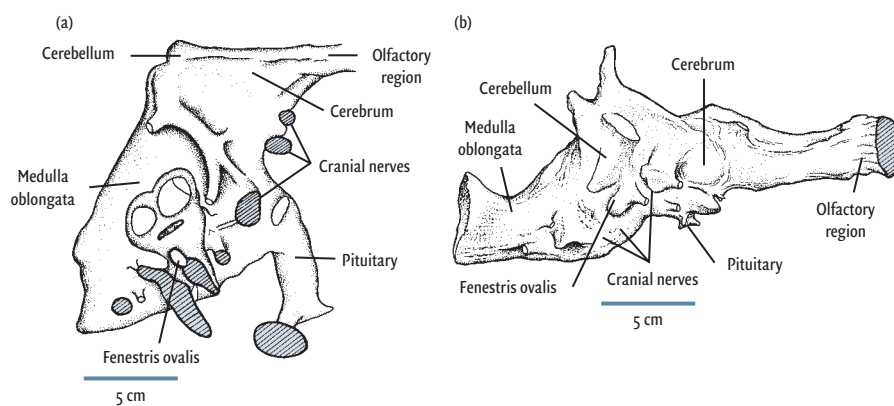 (a)
Cerebellum
Olfactory
region
Cerebrum
Medulla
oblongata
Cranial nerves
Pituitary
Fenestris ovalis
5 cm
(b)
Cerebrum
Cerebellum
Medulla
oblongata
Olfactory
region
Pituitary
Cranial nerves
Fenestris ovalis
5 cm